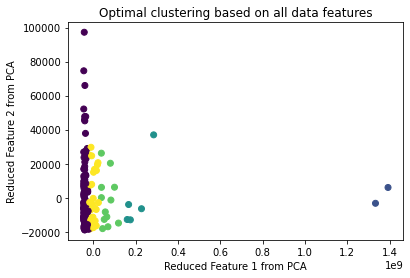 Optimal clustering based on all data features
Reduced Feature 2 from PCA
100000
80000
60000
40000
20000
0
−20000
0.0 0.2 0.4 0.6 0.8 1.0 1.2 1.4
1e9
Reduced Feature 1 from PCA